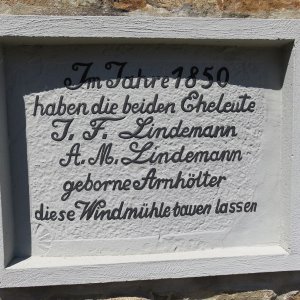 Im Jahre 1850
haben die beiden Eheleute
J. F. Lindemann
A. M. Lindemann
geborne Arnhölter
diese Windmühle bauen lassen